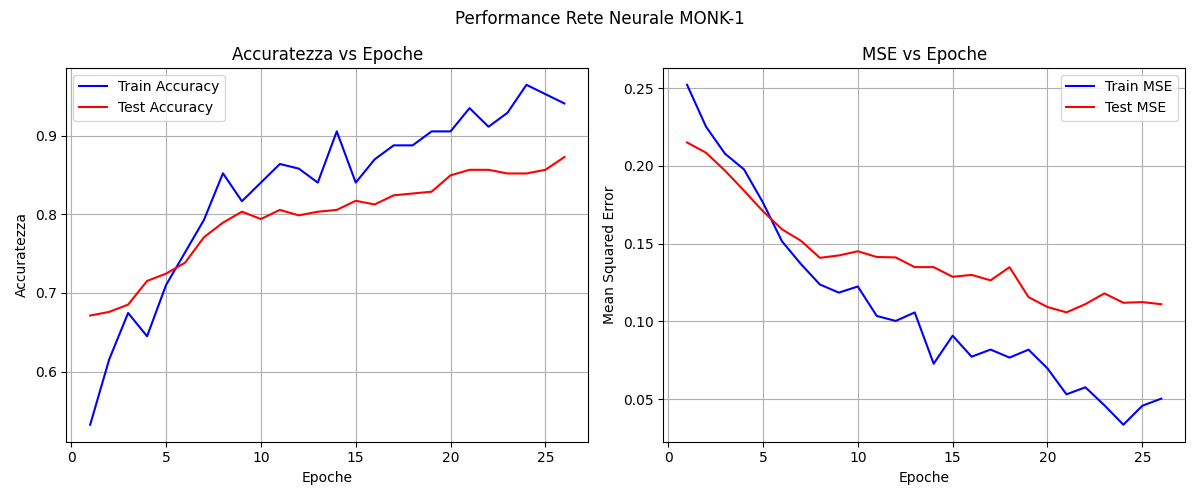 Performance Rete Neurale MONK-1
Accuratezza vs Epoche
Train Accuracy
Test Accuracy
Accuratezza
0.9
0.8
0.7
0.6
0 5 10 15 20 25
Epoche
MSE vs Epoche
Train MSE
Test MSE
Mean Squared Error
0.25
0.20
0.15
0.10
0.05
0 5 10 15 20 25
Epoche